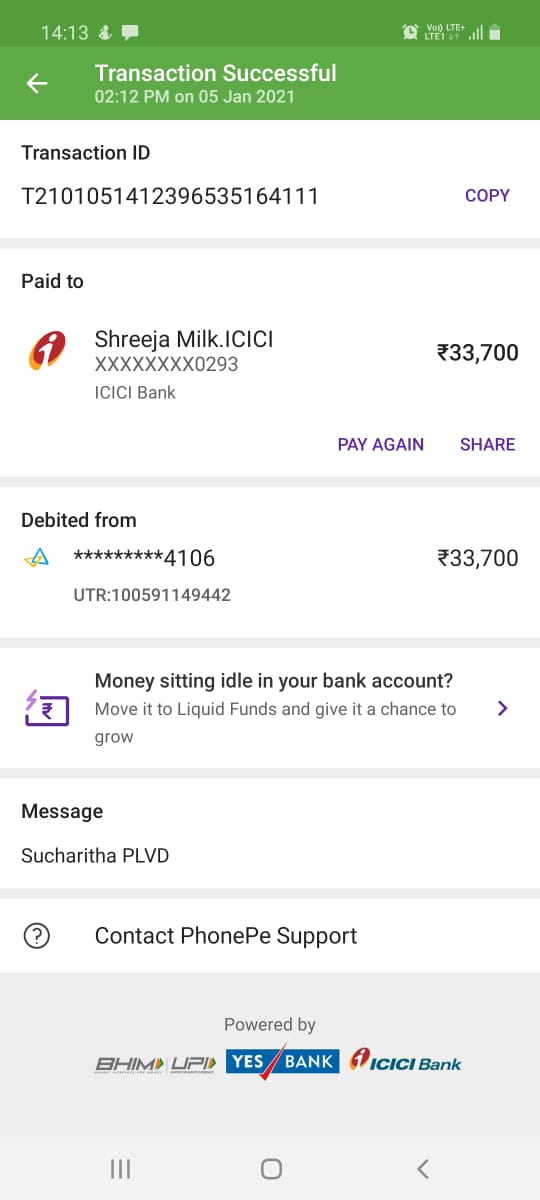 14:13
Vo)) LTE+
LTE1
Transaction Successful
02:12 PM on 05 Jan 2021
Transaction ID
T2101051412396535164111
COPY
Paid to
Shreeja Milk.ICICI
₹33,700
XXXXXXXX0293
ICICI Bank
PAY AGAIN SHARE
Debited from
*********4106
₹33,700
UTR:100591149442
Money sitting idle in your bank account?
Move it to Liquid Funds and give it a chance to
grow
Message
Sucharitha PLVD
Contact PhonePe Support
Powered by
BHIM UPI YES BANK ICICI Bank